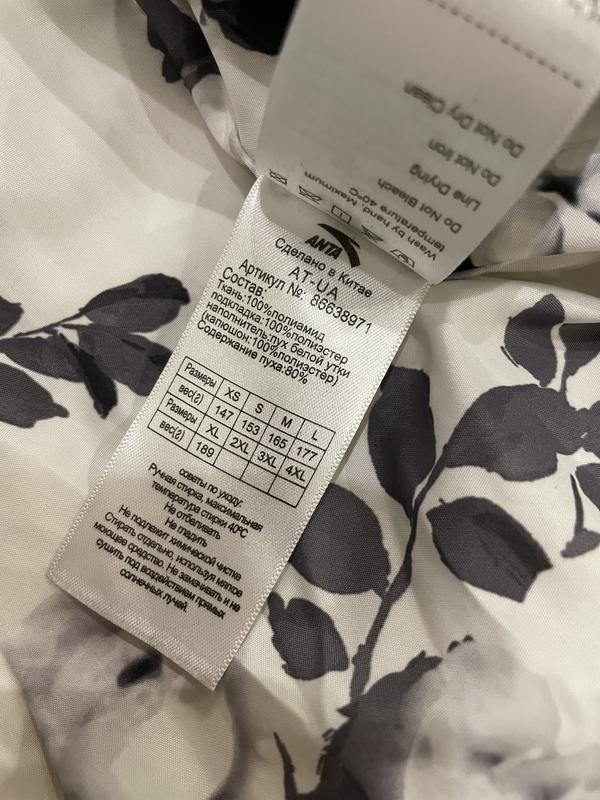 Do Not Dry Clean
Do Not Iron
Line Drying
Do Not Bleach
Wash by hand. Maximum
temperature 40°C
ANTA
Сделано в Китае
AT-UA
Артикул №: 86638971
Состав:
Ткань:100%полиамид
подкладка:100%полиэстер
наполнитель:пух белой утки
(капюшон:100%полиэстер)
Содержание пуха:80%
Размеры XS S M L
вес(г) 147 153 165 177
Размеры XL 2XL 3XL 4XL
вес(г) 189
советы по уходу:
Ручная стирка, максимальная
температура стирки 40ºC
Не отбеливать
Не гладить
Не подлежит химической чистка
Стирать отдельно, используя мягкое
моющее средство. Не замачивать и не
сушить под воздействием прямых
солнечных лучей.